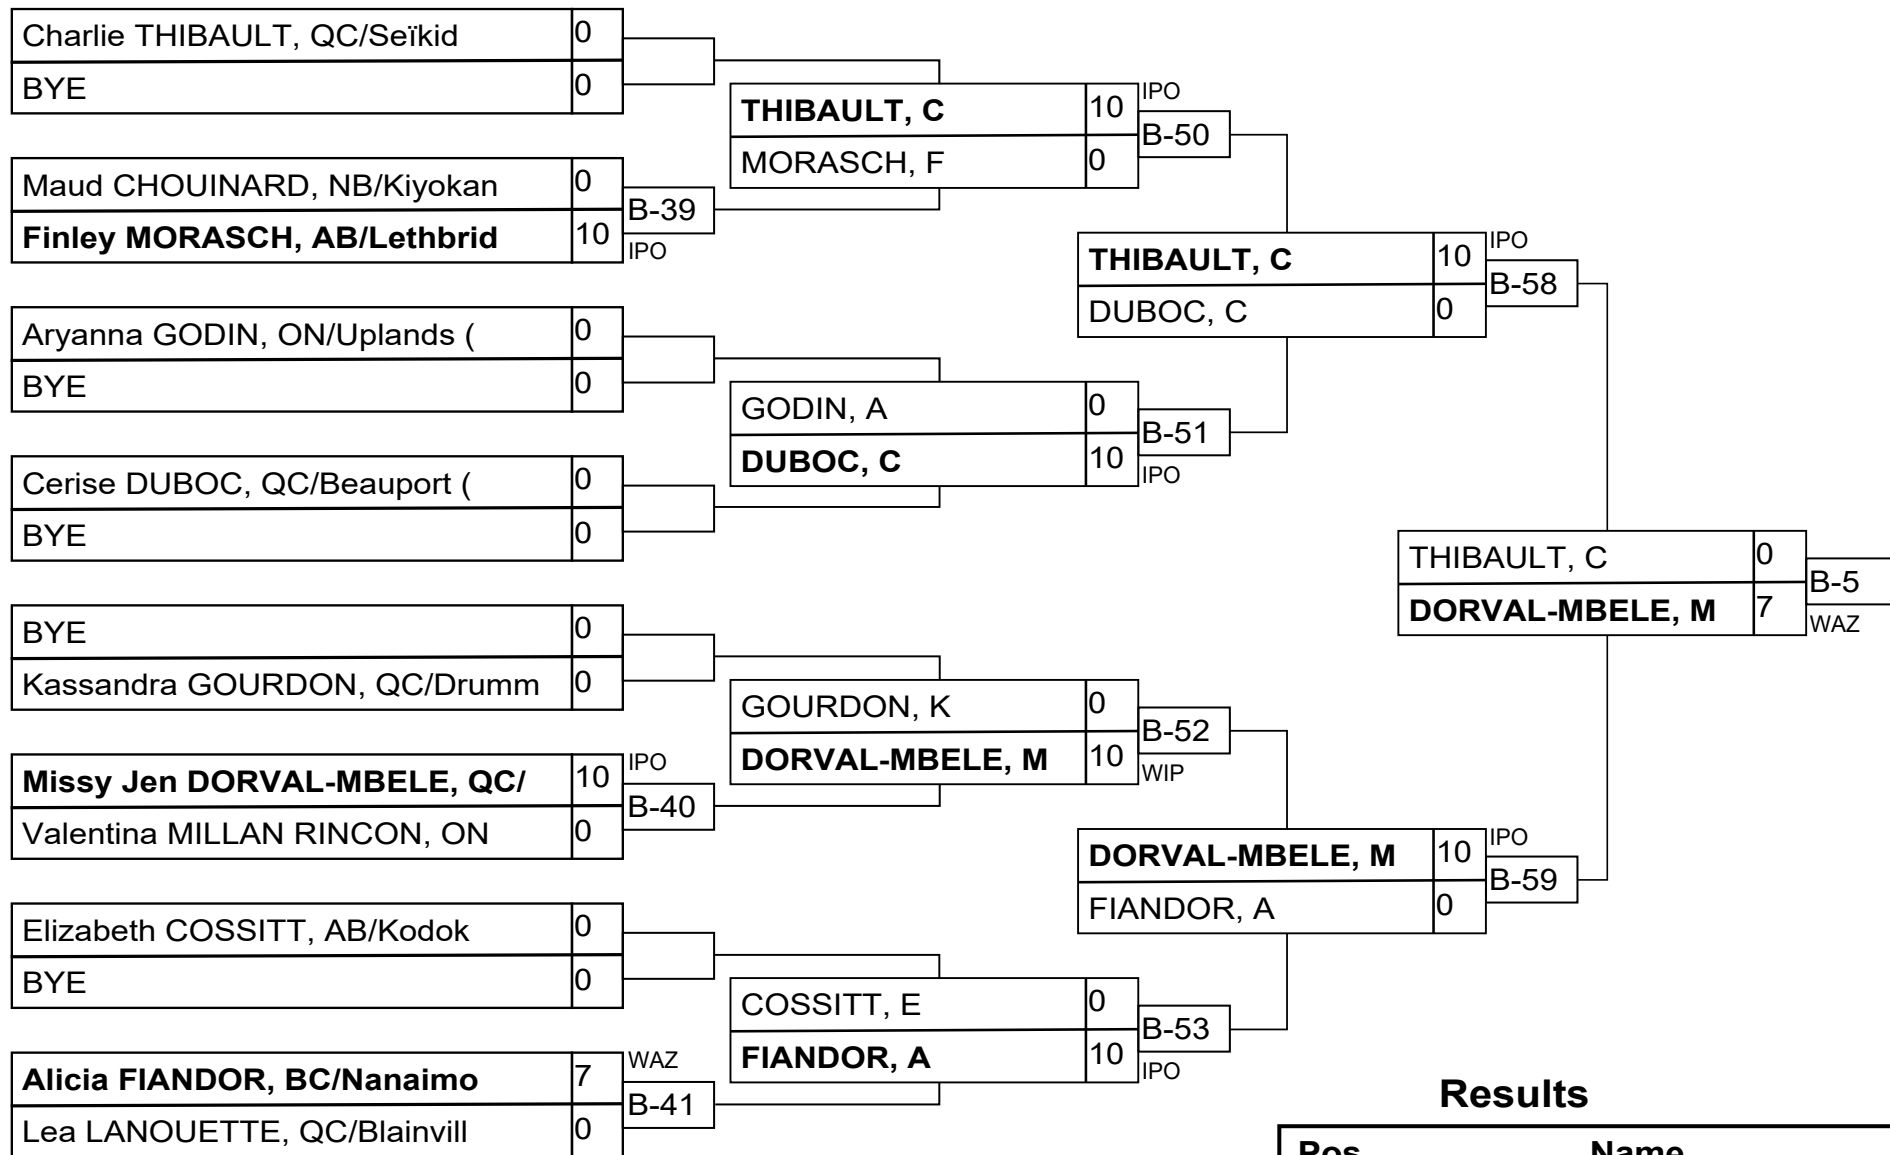 Charlie THIBAULT, QC/Seïkid 0
BYE 0
Maud CHOUINARD, NB/Kiyokan 0
Finley MORASCH, AB/Lethbrid 10
B-39
IPO
Aryanna GODIN, ON/Uplands ( 0
BYE 0
Cerise DUBOC, QC/Beauport ( 0
BYE 0
BYE 0
Kassandra GOURDON, QC/Drumm 0
Missy Jen DORVAL-MBELE, QC/ 10
Valentina MILLAN RINCON, ON 0
IPO
B-40
Elizabeth COSSITT, AB/Kodok 0
BYE 0
Alicia FIANDOR, BC/Nanaimo 7
Lea LANOUETTE, QC/Blainvill 0
WAZ
B-41
THIBAULT, C 10
MORASCH, F 0
IPO
B-50
GODIN, A 0
DUBOC, C 10
B-51
IPO
GOURDON, K 0
DORVAL-MBELE, M 10
B-52
WIP
COSSITT, E 0
FIANDOR, A 10
B-53
IPO
THIBAULT, C 10
DUBOC, C 0
IPO
B-58
DORVAL-MBELE, M 10
FIANDOR, A 0
IPO
B-59
THIBAULT, C 0
DORVAL-MBELE, M 7
B-5
WAZ
Results
Pos Name